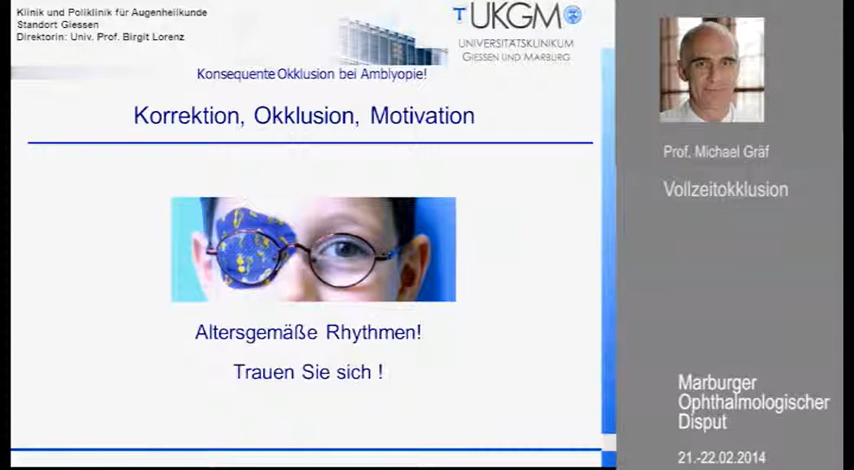 Klinik und Poliklinik für Augenheilkunde
Standort Giessen
Direktorin: Univ. Prof. Birgit Lorenz
UKGM
UNIVERSITÄTSKLINIKUM
GIESSEN UND MARBURG
Konsequente Okklusion bei Amblyopie!
Korrektion, Okklusion, Motivation
Altersgemäße Rhythmen!
Trauen Sie sich !
Prof. Michael Gräf
Vollzeitokklusion
Marburger
Ophthalmologischer
Disput
21.-22.02.2014